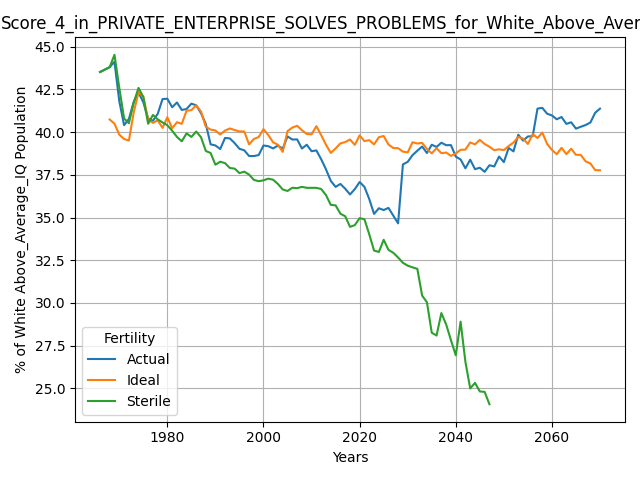 Score_4_in_PRIVATE_ENTERPRISE_SOLVES_PROBLEMS_for_White_Above_Aver
45.0
42.5
40.0
37.5
35.0
32.5
30.0
27.5
25.0
% of White Above_Average_IQ Population
Fertility
Actual
Ideal
Sterile
1980
2000
2020
2040
2060
Years